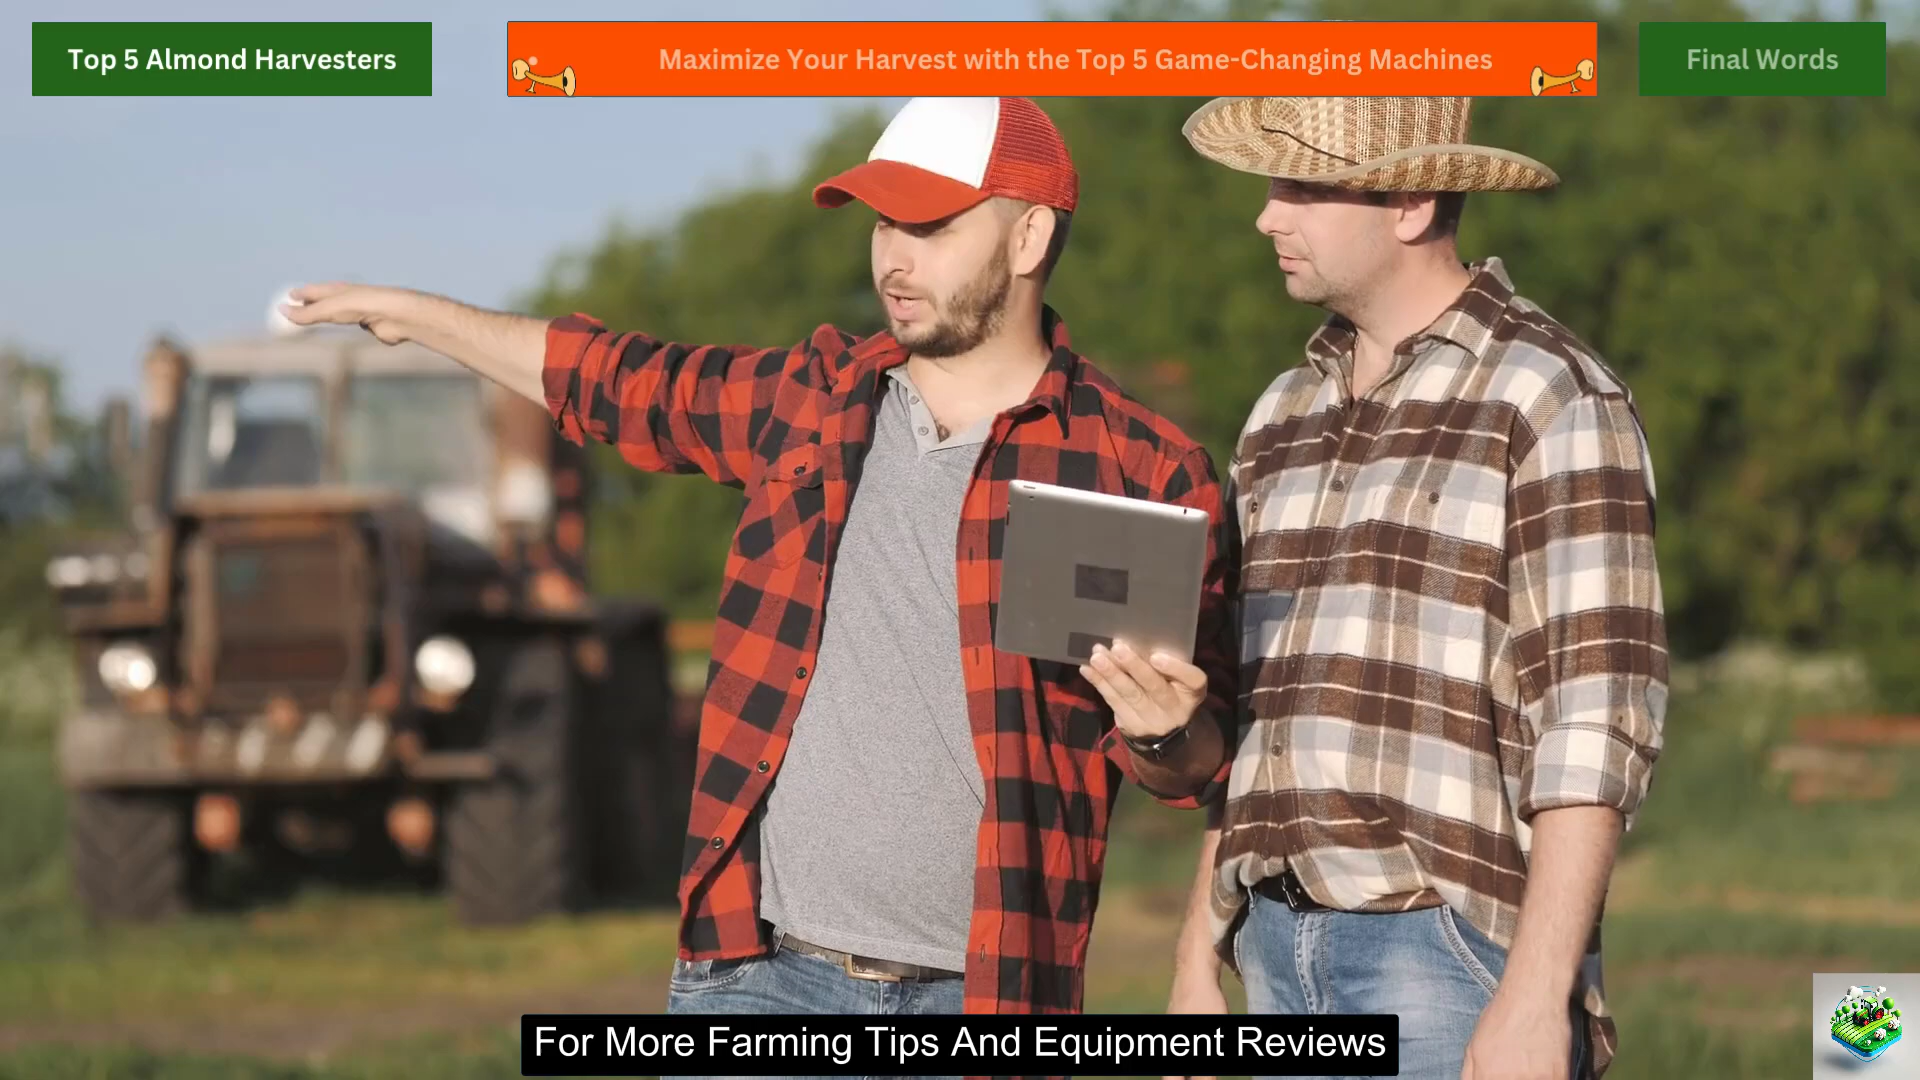 Top 5 Almond Harvesters
Maximize Your Harvest with the Top 5 Game-Changing Machines
Final Words
For More Farming Tips And Equipment Reviews